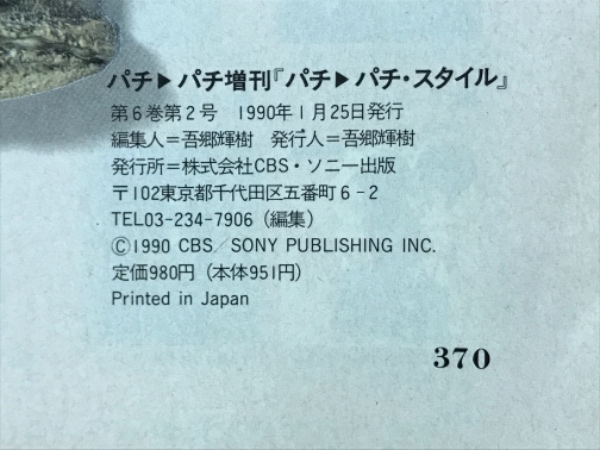 パチ▶パチ増刊『パチ▶パチ・スタイル』
第6巻第2号　1990年1月25日発行
編集人＝吾郷輝樹　発行人＝吾郷輝樹
発行所＝株式会社CBS・ソニー出版
〒102東京都千代田区五番町6-2
TEL03-234-7906（編集）
©1990 CBS／SONY PUBLISHING INC.
定価980円（本体951円）
Printed in Japan
370